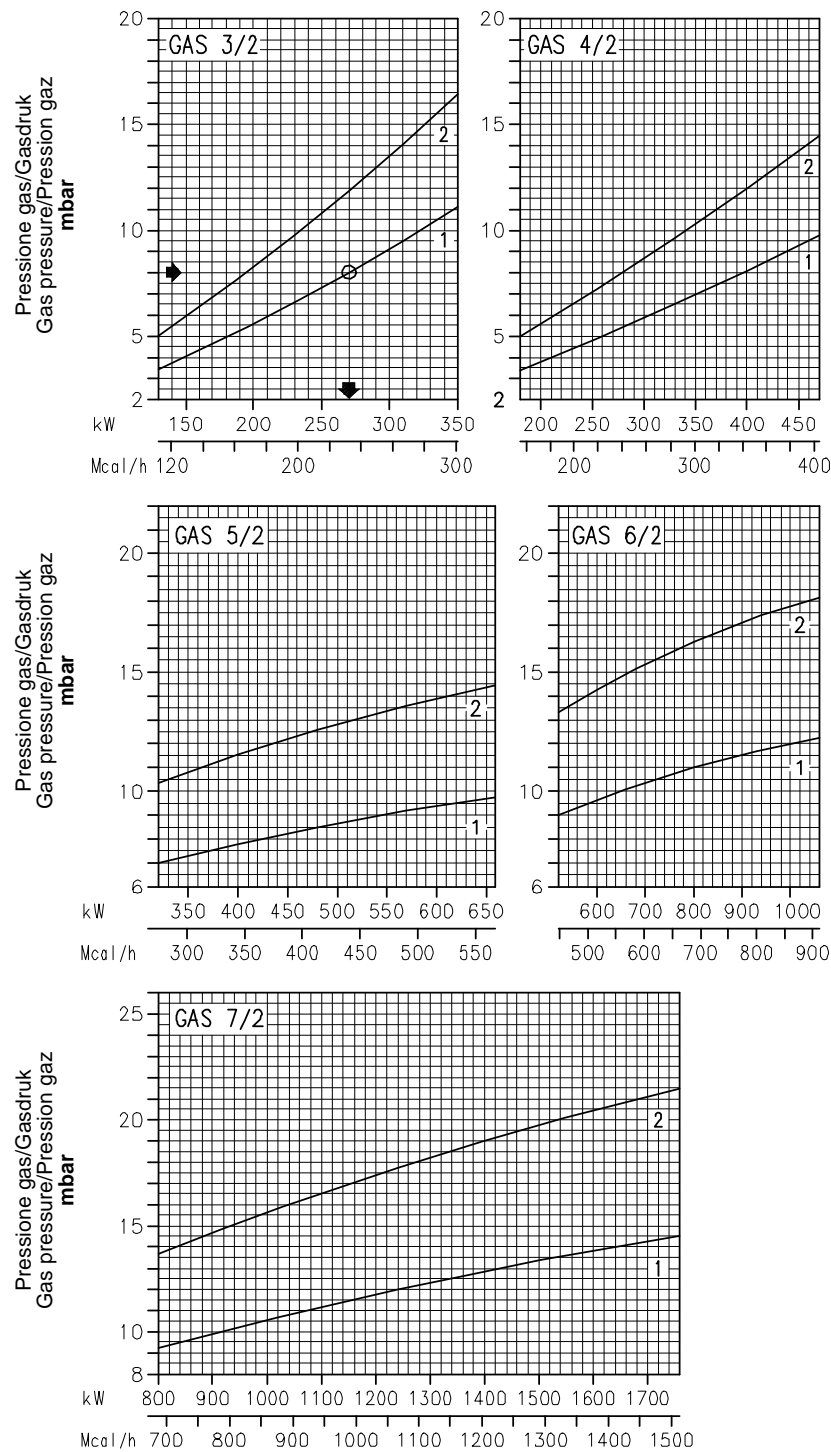 GAS 3/2
GAS 4/2
Pressione gas/Gasdruk
Gas pressure/Pression gaz
mbar
20
15
10
5
2
2
1
kW
150 200 250 300 350
Mcal/h 120 200 300
20
15
10
5
2
2
1
200 250 300 350 400 450
200 300 400
GAS 5/2
GAS 6/2
Pressione gas/Gasdruk
Gas pressure/Pression gaz
mbar
20
15
10
6
2
1
kW
350 400 450 500 550 600 650
Mcal/h
300 350 400 450 500 550
20
15
10
6
2
1
600 700 800 900 1000
500 600 700 800 900
GAS 7/2
Pressione gas/Gasdruk
Gas pressure/Pression gaz
mbar
25
20
15
10
8
2
1
kW
800 900 1000 1100 1200 1300 1400 1500 1600 1700
Mcal/h
700 800 900 1000 1100 1200 1300 1400 1500